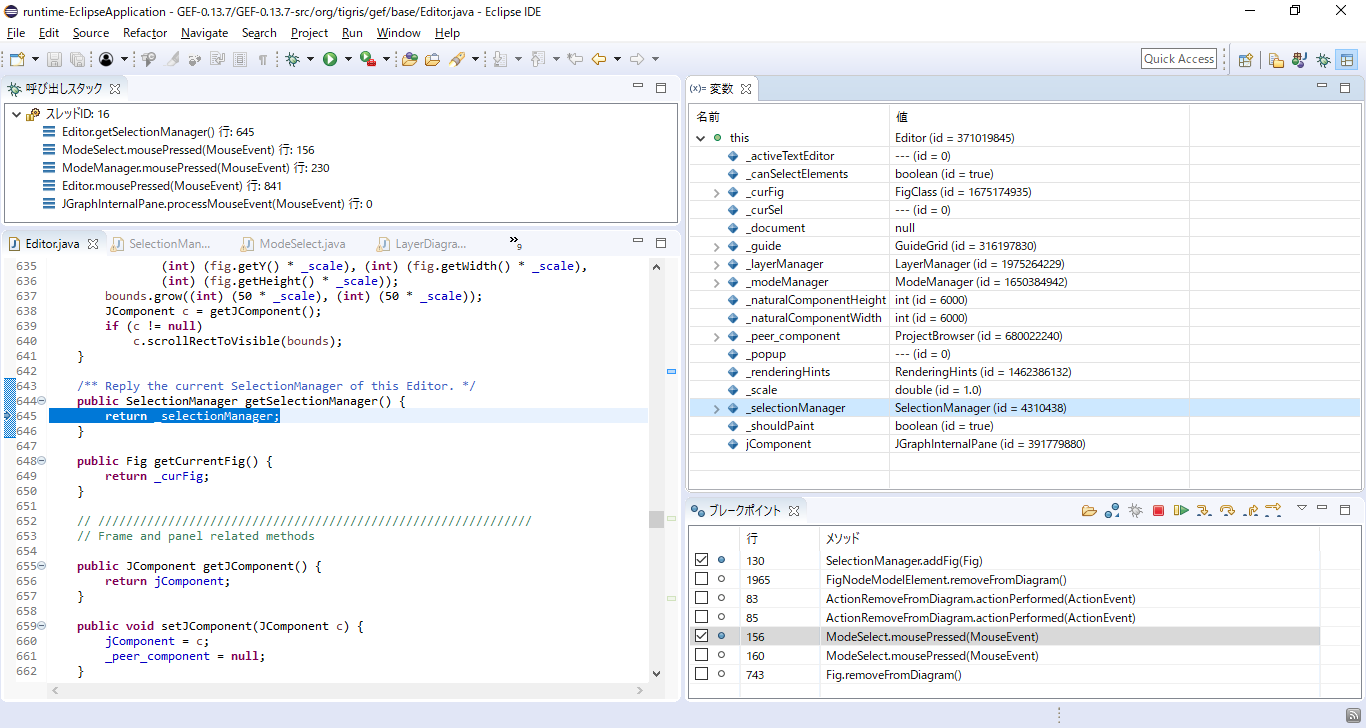 runtime-EclipseApplication - GEF-0.13.7/GEF-0.13.7-src/org/tigris/gef/base/Editor.java - Eclipse IDE
File Edit Source Refactor Navigate Search Project Run Window Help
Quick Access
呼び出しスタック
スレッドID: 16
Editor.getSelectionManager() 行: 645
ModeSelect.mousePressed(MouseEvent) 行: 156
ModeManager.mousePressed(MouseEvent) 行: 230
Editor.mousePressed(MouseEvent) 行: 841
JGraphInternalPane.processMouseEvent(MouseEvent) 行: 0
Editor.java SelectionMan... ModeSelect.java LayerDiagra... »9
635 (int) (fig.getY() * _scale), (int) (fig.getWidth() * _scale),
636 (int) (fig.getHeight() * _scale));
637 bounds.grow((int) (50 * _scale), (int) (50 * _scale));
638 JComponent c = getJComponent();
639 if (c != null)
640 c.scrollRectToVisible(bounds);
641 }
642
643 /** Reply the current SelectionManager of this Editor. */
644 public SelectionManager getSelectionManager() {
645 return _selectionManager;
646 }
647
648 public Fig getCurrentFig() {
649 return _curFig;
650 }
651
652 // //////////////////////////////////////////////////////////////
653 // Frame and panel related methods
654
655 public JComponent getJComponent() {
656 return jComponent;
657 }
658
659 public void setJComponent(JComponent c) {
660 jComponent = c;
661 _peer_component = null;
662 }
(x)= 変数
名前 値
this Editor (id = 371019845)
_activeTextEditor --- (id = 0)
_canSelectElements boolean (id = true)
_curFig FigClass (id = 1675174935)
_curSel --- (id = 0)
_document null
_guide GuideGrid (id = 316197830)
_layerManager LayerManager (id = 1975264229)
_modeManager ModeManager (id = 1650384942)
_naturalComponentHeight int (id = 6000)
_naturalComponentWidth int (id = 6000)
_peer_component ProjectBrowser (id = 680022240)
_popup --- (id = 0)
_renderingHints RenderingHints (id = 1462386132)
_scale double (id = 1.0)
_selectionManager SelectionManager (id = 4310438)
_shouldPaint boolean (id = true)
jComponent JGraphInternalPane (id = 391779880)
ブレークポイント
行 メソッド
130 SelectionManager.addFig(Fig)
1965 FigNodeModelElement.removeFromDiagram()
83 ActionRemoveFromDiagram.actionPerformed(ActionEvent)
85 ActionRemoveFromDiagram.actionPerformed(ActionEvent)
156 ModeSelect.mousePressed(MouseEvent)
160 ModeSelect.mousePressed(MouseEvent)
743 Fig.removeFromDiagram()